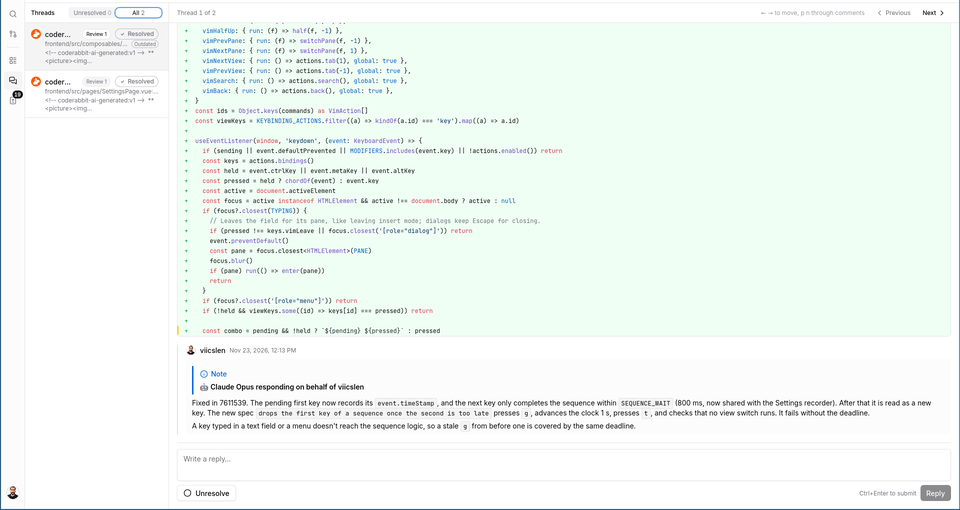 Threads
Unresolved 0
All 2
Thread 1 of 2
← → to move, p n through comments
Previous
Next
coder...
Review 1
Resolved
frontend/src/composables/...
Outdated
<!-- coderabbit-ai-generated:v1 --> **
<picture><img...
coder...
Review 1
Resolved
frontend/src/pages/SettingsPage.vue:...
<!-- coderabbit-ai-generated:v1 --> **
<picture><img...
19
+ vimHalfUp: { run: (f) => half(f, -1) },
+ vimPrevPane: { run: (f) => switchPane(f, -1) },
+ vimNextPane: { run: (f) => switchPane(f, 1) },
+ vimNextView: { run: () => actions.tab(1), global: true },
+ vimPrevView: { run: () => actions.tab(-1), global: true },
+ vimSearch: { run: () => actions.search(), global: true },
+ vimBack: { run: () => actions.back(), global: true },
+ }
+ const ids = Object.keys(commands) as VimAction[]
+ const viewKeys = KEYBINDING_ACTIONS.filter((a) => kindOf(a.id) === 'key').map((a) => a.id)
+
+ useEventListener(window, 'keydown', (event: KeyboardEvent) => {
+ if (sending || event.defaultPrevented || MODIFIERS.includes(event.key) || !actions.enabled()) return
+ const keys = actions.bindings()
+ const held = event.ctrlKey || event.metaKey || event.altKey
+ const pressed = held ? chordOf(event) : event.key
+ const active = document.activeElement
+ const focus = active instanceof HTMLElement && active !== document.body ? active : null
+ if (focus?.closest(TYPING)) {
+ // Leaves the field for its pane, like leaving insert mode; dialogs keep Escape for closing.
+ if (pressed !== keys.vimLeave || focus.closest('[role="dialog"]')) return
+ event.preventDefault()
+ const pane = focus.closest<HTMLElement>(PANE)
+ focus.blur()
+ if (pane) run(() => enter(pane))
+ return
+ }
+ if (focus?.closest('[role="menu"]')) return
+ if (!held && viewKeys.some((id) => keys[id] === pressed)) return
+
+ const combo = pending && !held ? `${pending} ${pressed}` : pressed
viicslen Nov 23, 2026, 12:13 PM
Note
🤖 Claude Opus responding on behalf of viicslen
Fixed in 7611539. The pending first key now records its event.timeStamp, and the next key only completes the sequence within SEQUENCE_WAIT (800 ms, now shared with the Settings recorder). After that it is read as a new
key. The new spec drops the first key of a sequence once the second is too late presses g, advances the clock 1 s, presses t, and checks that no view switch runs. It fails without the deadline.
A key typed in a text field or a menu doesn't reach the sequence logic, so a stale g from before one is covered by the same deadline.
Write a reply...
Unresolve
Ctrl+Enter to submit
Reply